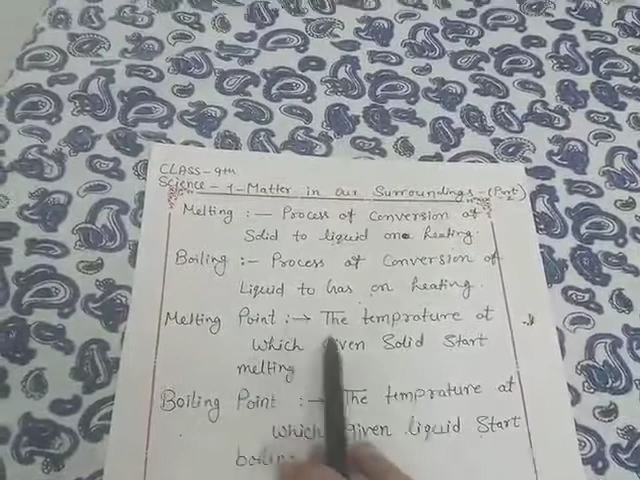 CLASS - 9th
Science - 1 - Matter in Our Surroundings - (Part 2)
Melting :— Process of Conversion of
Solid to liquid one heating.
Boiling :- Process of Conversion of
Liquid to has on heating.
Melting Point :→ The temprature at
which given Solid Start
melting
Boiling Point :→ The temprature at
which given liquid Start
boiling